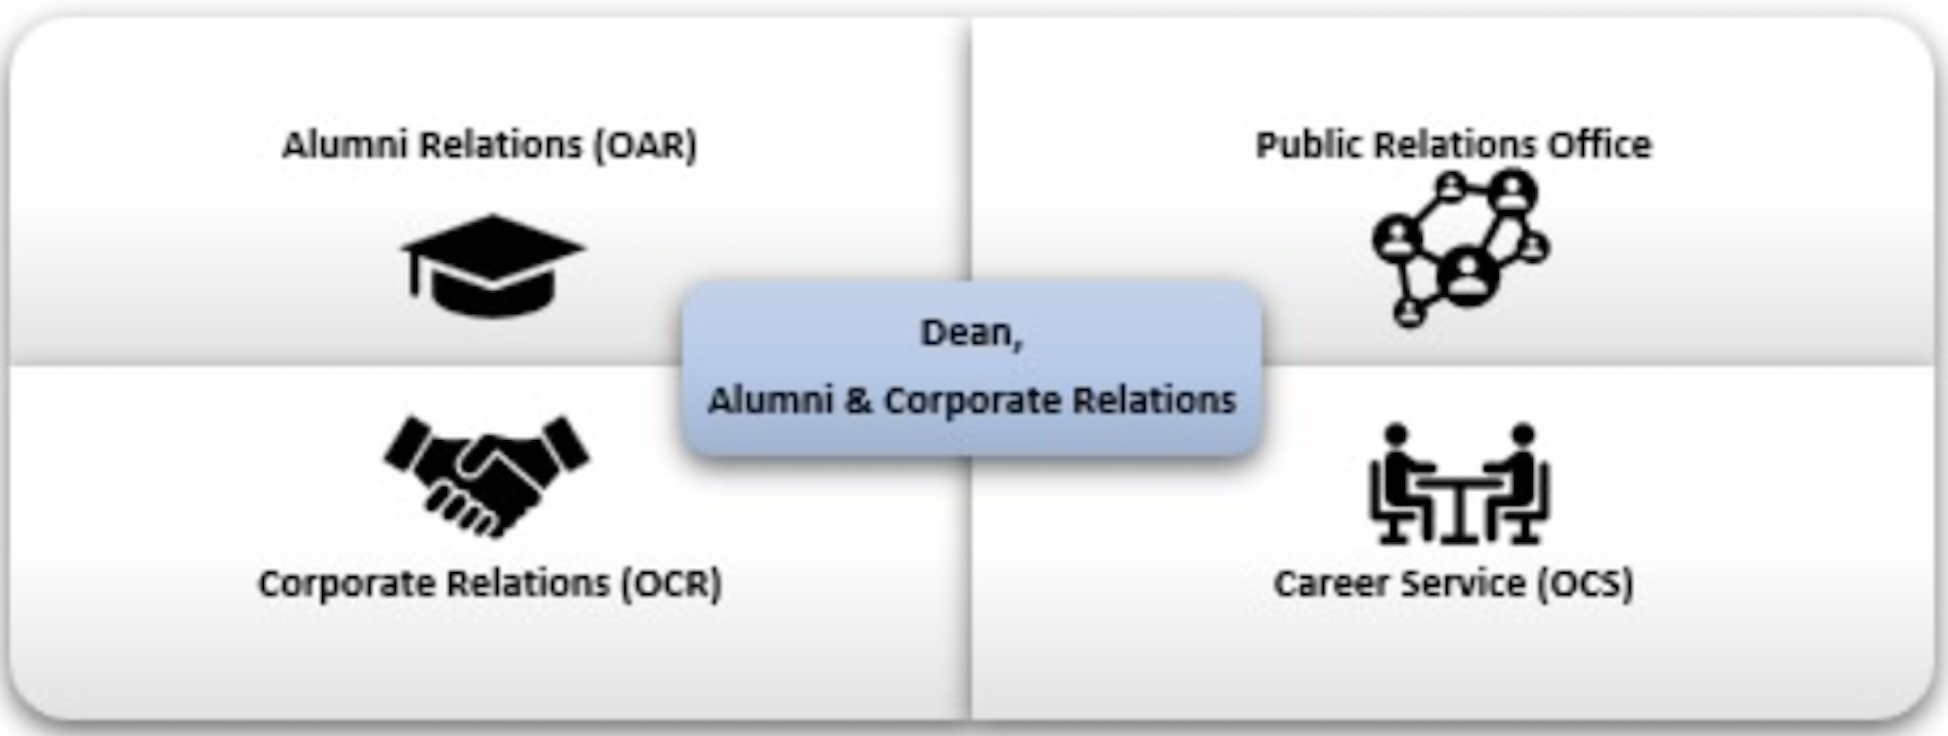 Alumni Relations (OAR)
Public Relations Office
Dean,
Alumni & Corporate Relations
Corporate Relations (OCR)
Career Service (OCS)